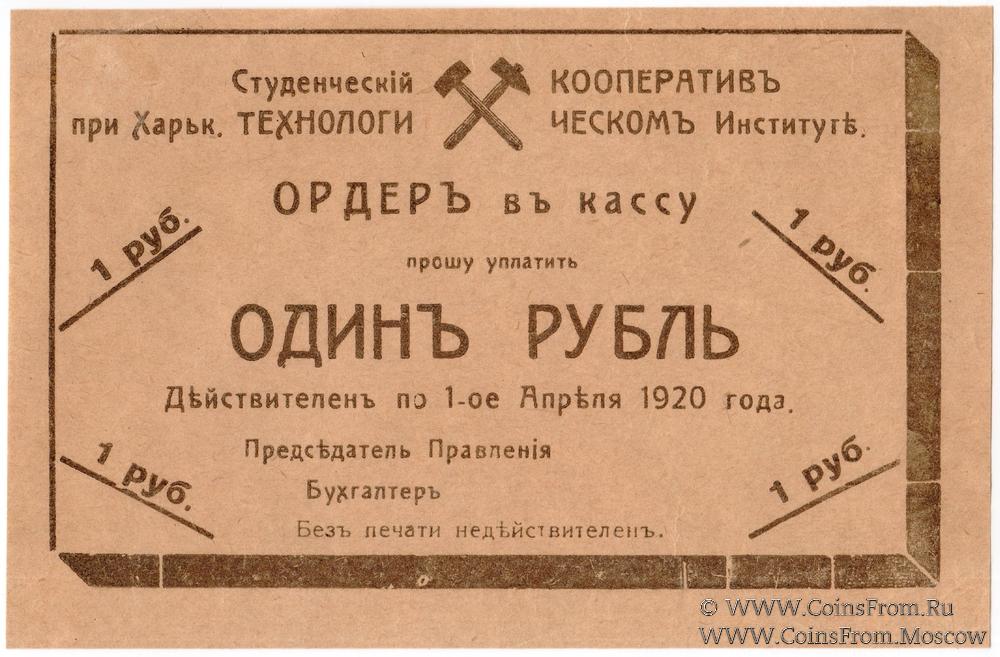 Студенческій КООПЕРАТИВЪ
при Харьк. ТЕХНОЛОГИ ЧЕСКОМЪ Институтѣ.
ОРДЕРЪ въ кассу
1 руб. 1 руб.
прошу уплатить
ОДИНЪ РУБЛЬ
Дѣйствителенъ по 1-ое Апрѣля 1920 года.
Предсѣдатель Правленія
1 руб. 1 руб.
Бухгалтеръ
Безъ печати недѣйствителенъ.
© WWW.CoinsFrom.Ru
WWW.CoinsFrom.Moscow